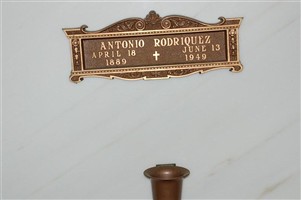 ANTONIO RODRIQUEZ
APRIL 18 JUNE 13
1889 1949